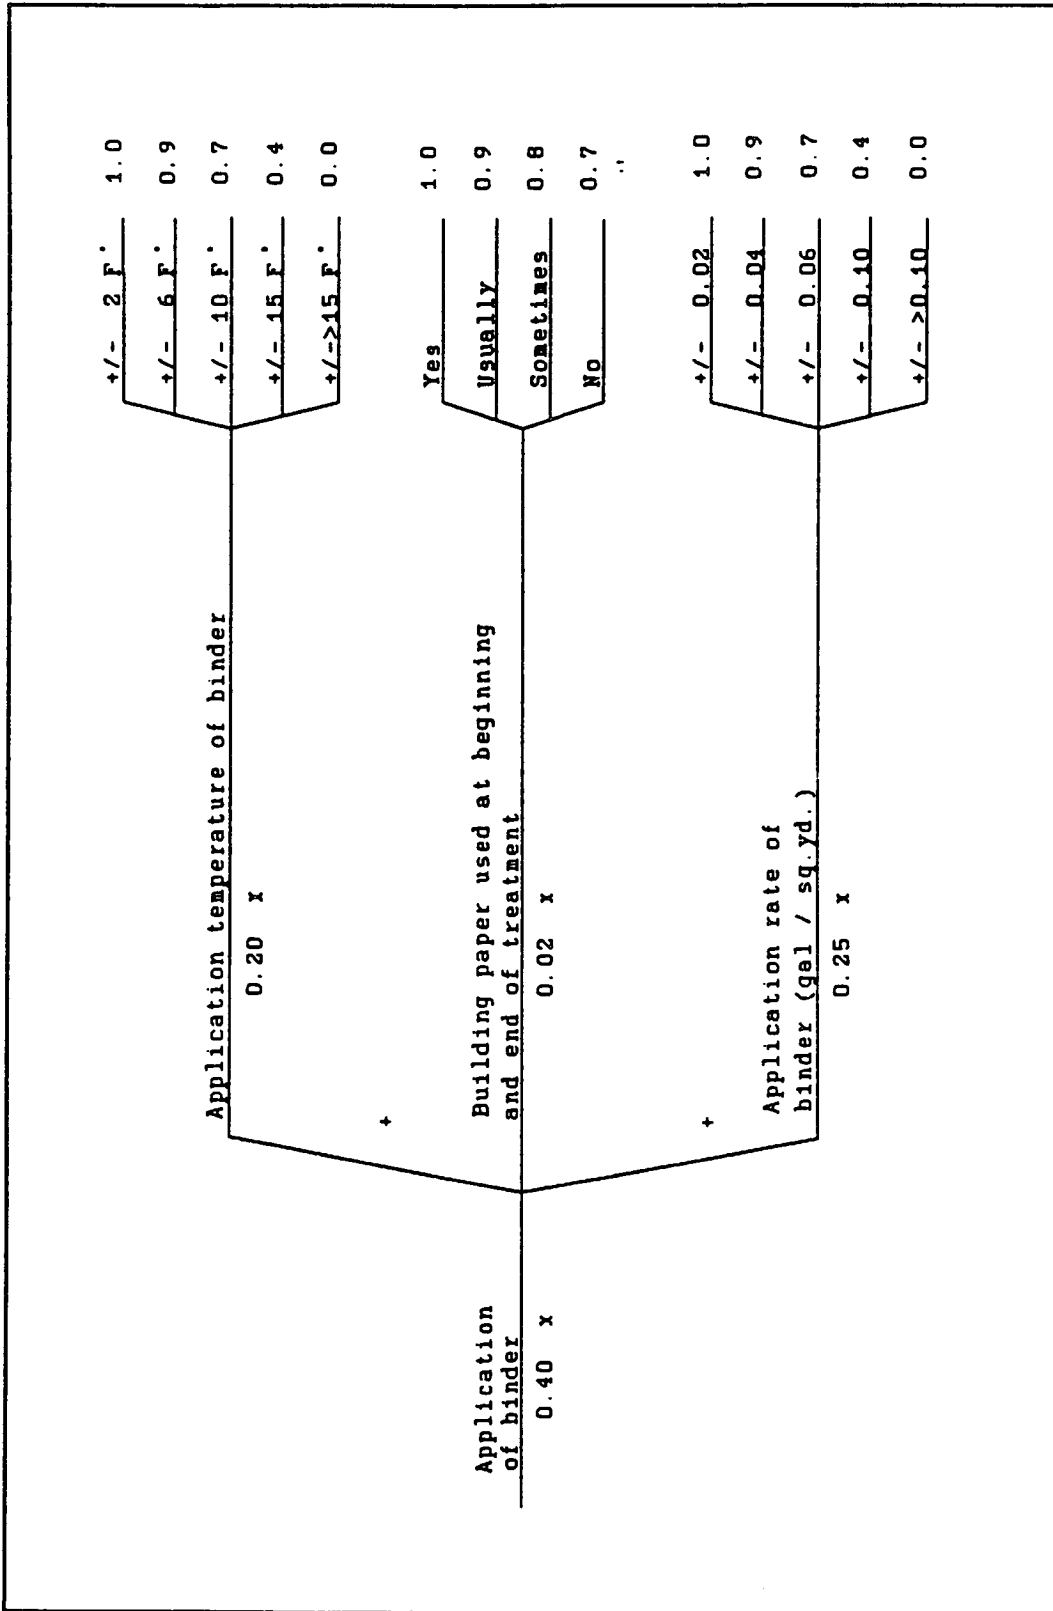 Application
of binder
0.40 x
Application temperature of binder
0.20 x
+/- 2 F° 1.0
+/- 6 F° 0.9
+/- 10 F° 0.7
+/- 15 F° 0.4
+/->15 F° 0.0
+
Building paper used at beginning
and end of treatment
0.02 x
Yes 1.0
Usually 0.9
Sometimes 0.8
No 0.7
+
Application rate of
binder (gal / sq.yd.)
0.25 x
+/- 0.02 1.0
+/- 0.04 0.9
+/- 0.06 0.7
+/- 0.10 0.4
+/- >0.10 0.0